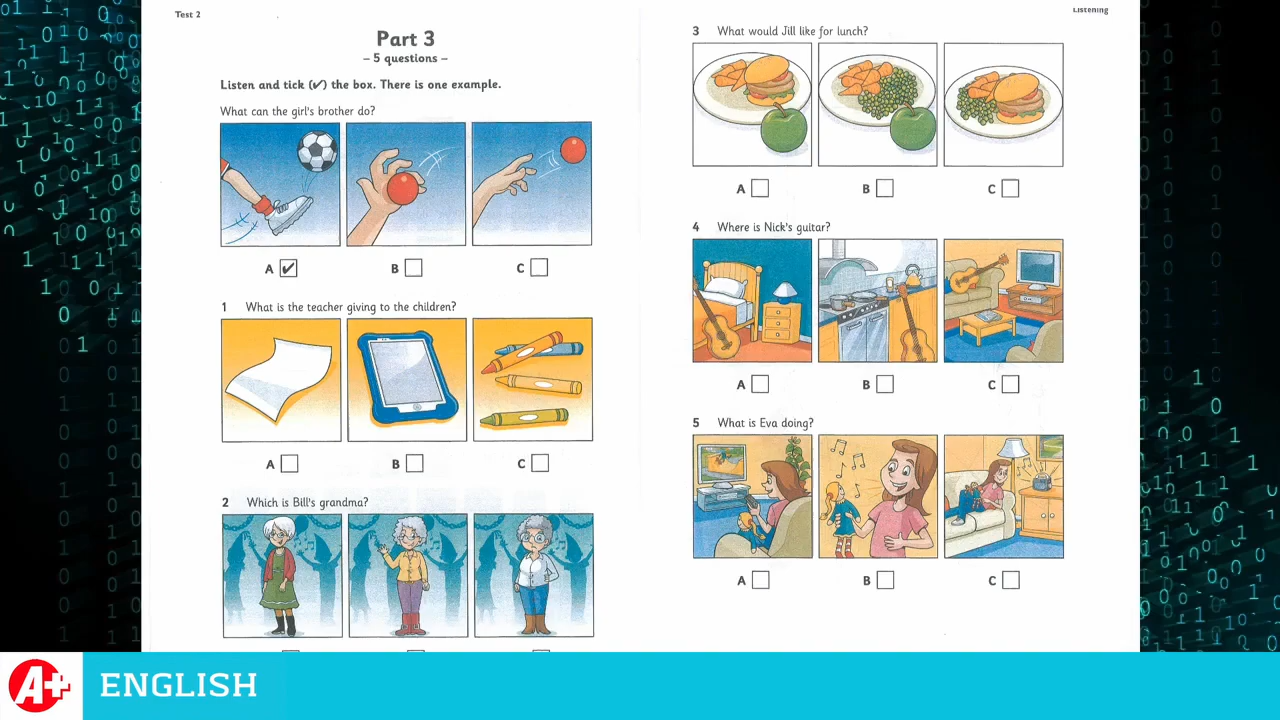 Test 2
Part 3
– 5 questions –
Listen and tick (✔) the box. There is one example.
What can the girl's brother do?
A ✔ B C
1 What is the teacher giving to the children?
A B C
2 Which is Bill's grandma?
Listening
3 What would Jill like for lunch?
A B C
4 Where is Nick's guitar?
A B C
5 What is Eva doing?
A B C
A+ ENGLISH